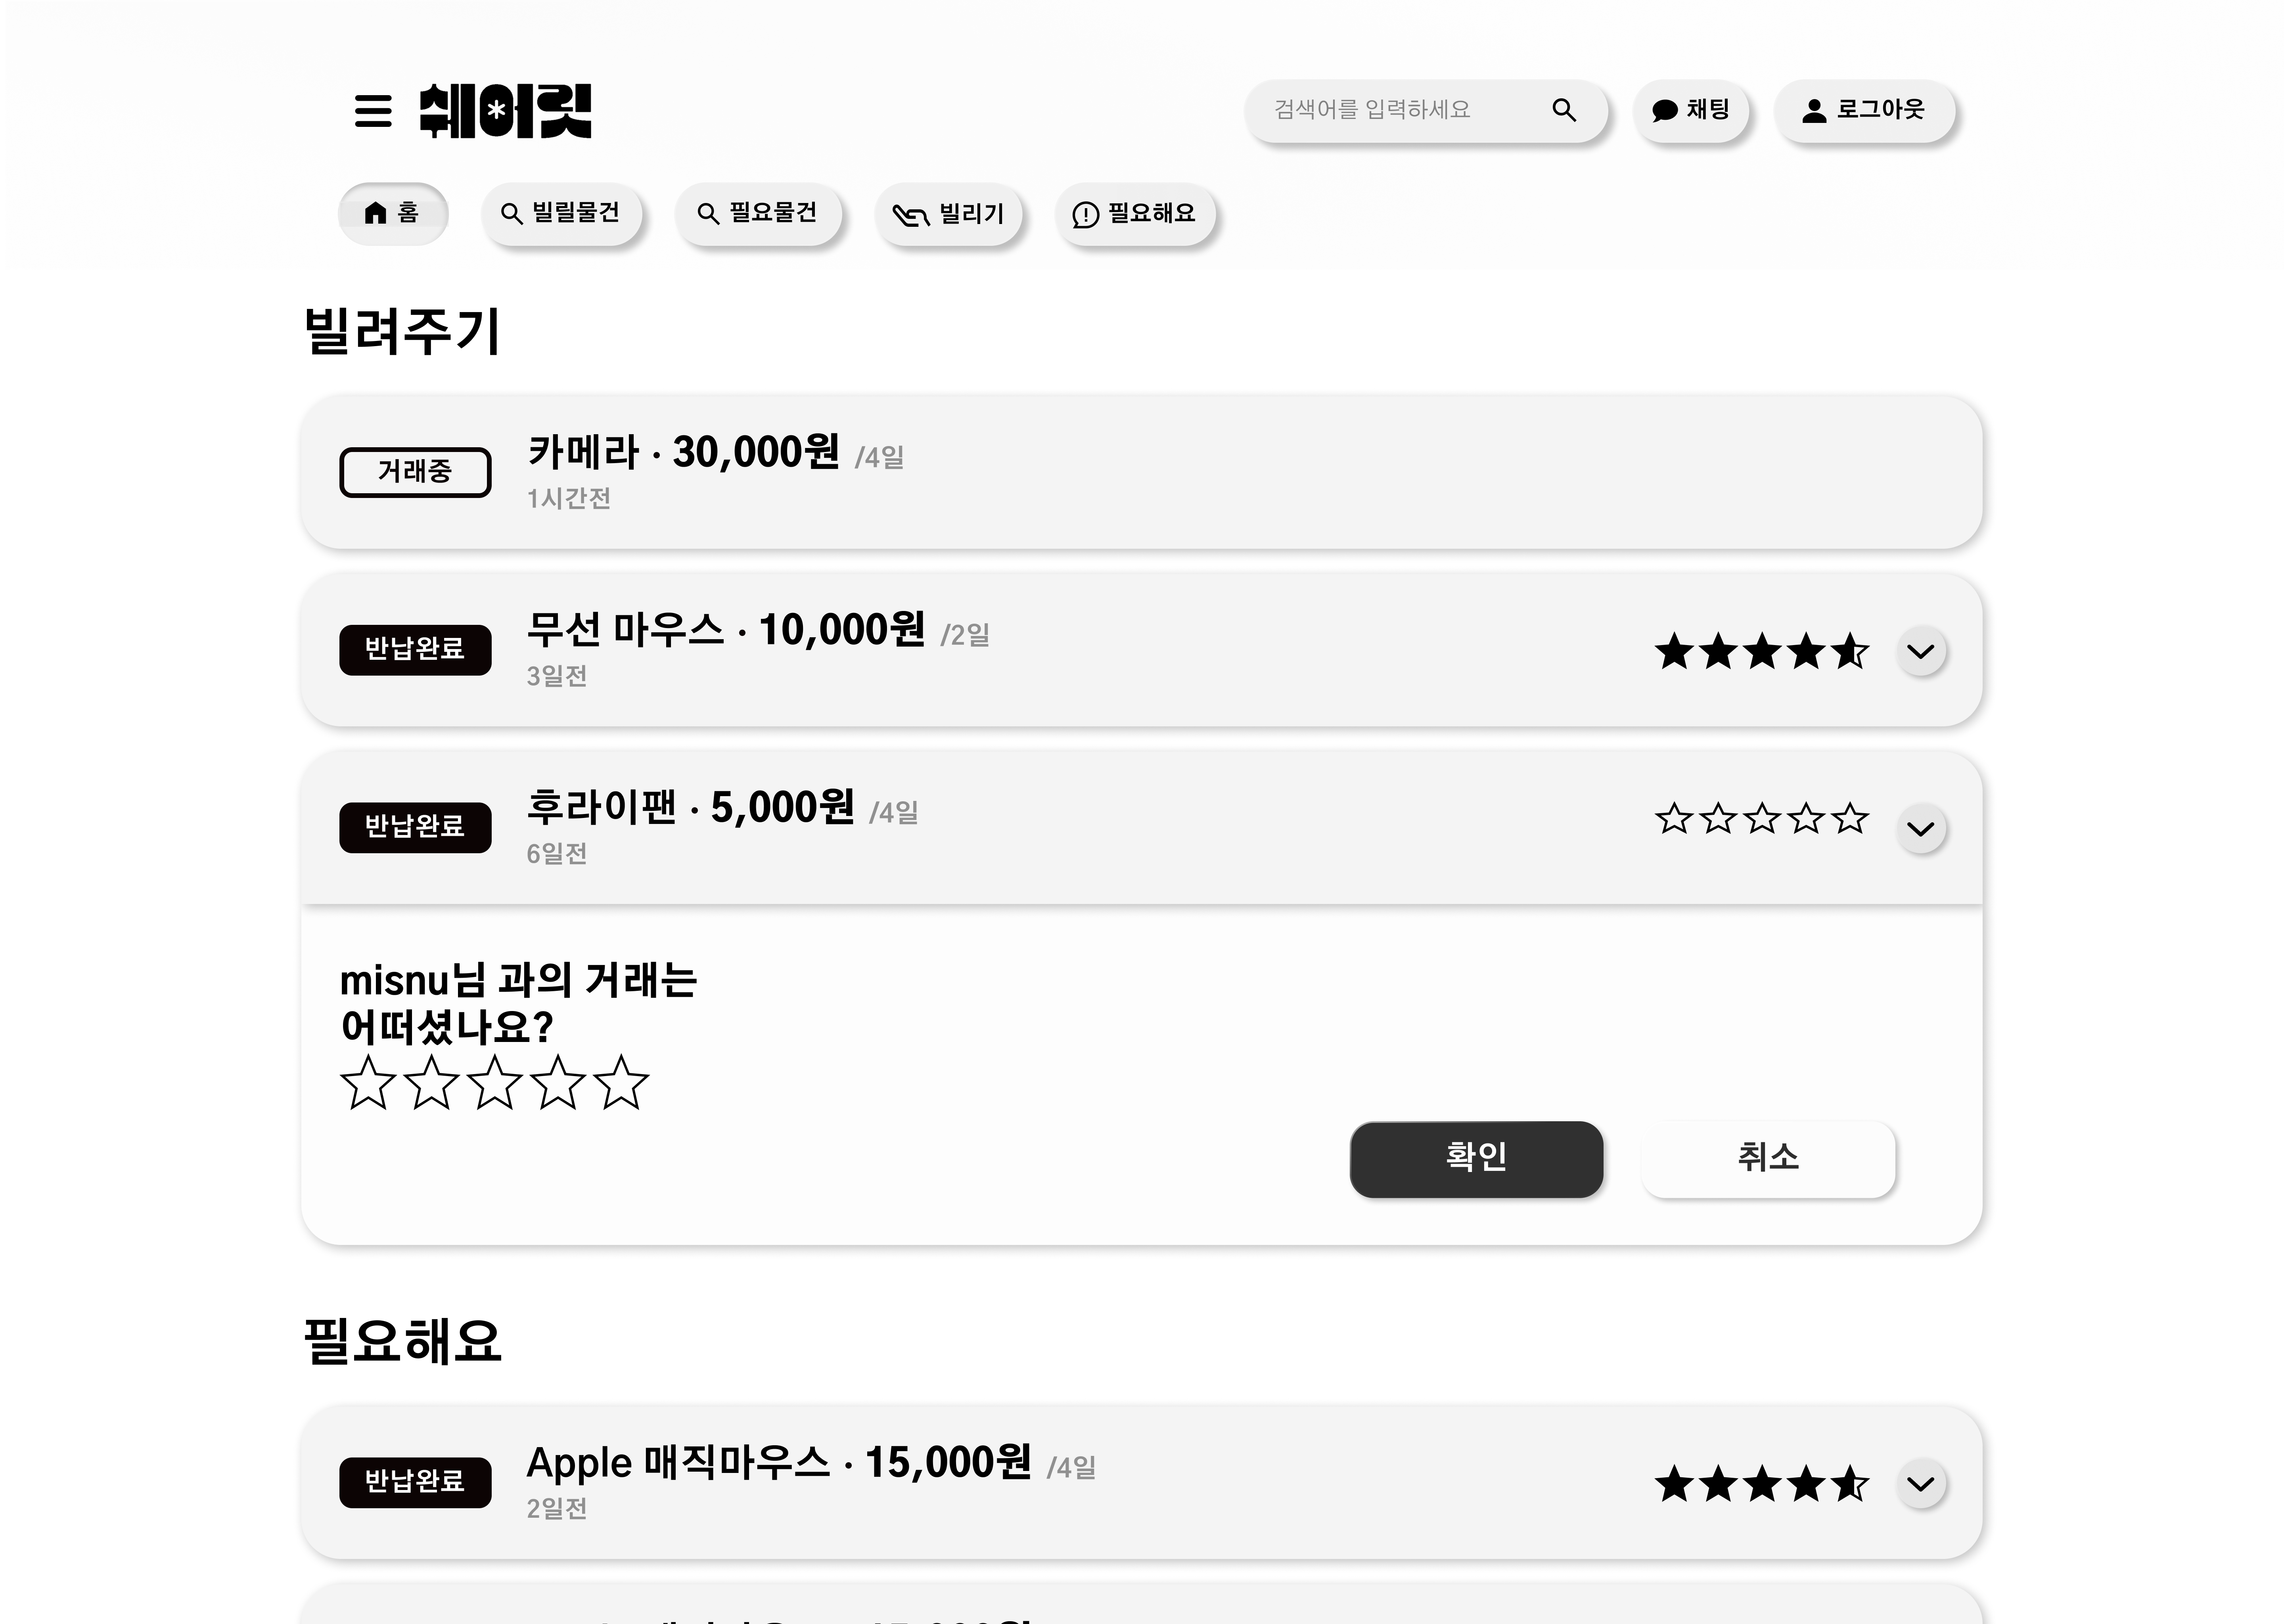 쉐어릿
검색어를 입력하세요
채팅
로그아웃
홈
빌릴물건
필요물건
빌리기
필요해요
빌려주기
거래중
카메라 · 30,000원 /4일
1시간전
반납완료
무선 마우스 · 10,000원 /2일
3일전
반납완료
후라이팬 · 5,000원 /4일
6일전
misnu님 과의 거래는
어떠셨나요?
확인
취소
필요해요
반납완료
Apple 매직마우스 · 15,000원 /4일
2일전